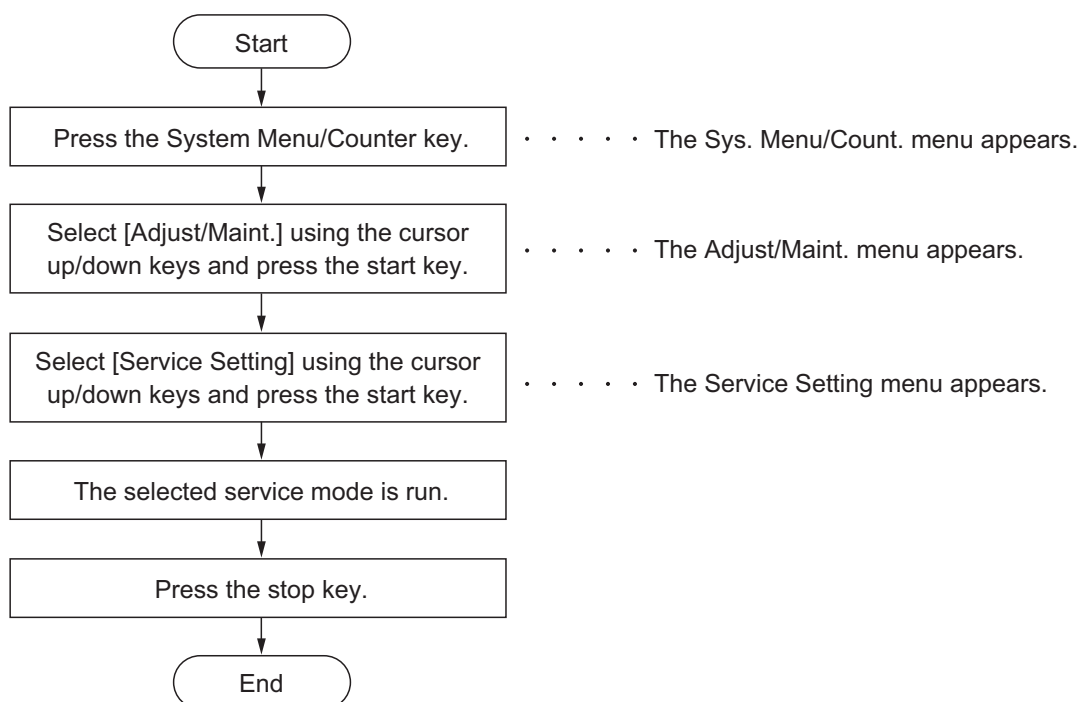 Start
Press the System Menu/Counter key.
· · · · · The Sys. Menu/Count. menu appears.
Select [Adjust/Maint.] using the cursor
up/down keys and press the start key.
· · · · · The Adjust/Maint. menu appears.
Select [Service Setting] using the cursor
up/down keys and press the start key.
· · · · · The Service Setting menu appears.
The selected service mode is run.
Press the stop key.
End